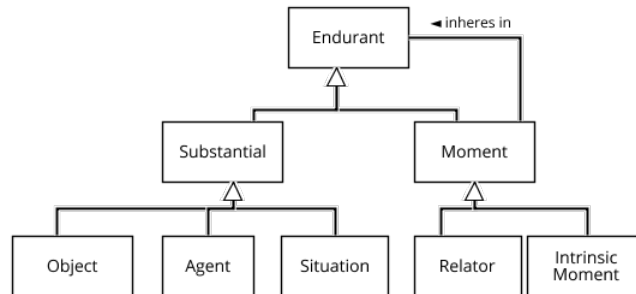 Endurant
◄ inheres in
Substantial
Moment
Object
Agent
Situation
Relator
Intrinsic
Moment